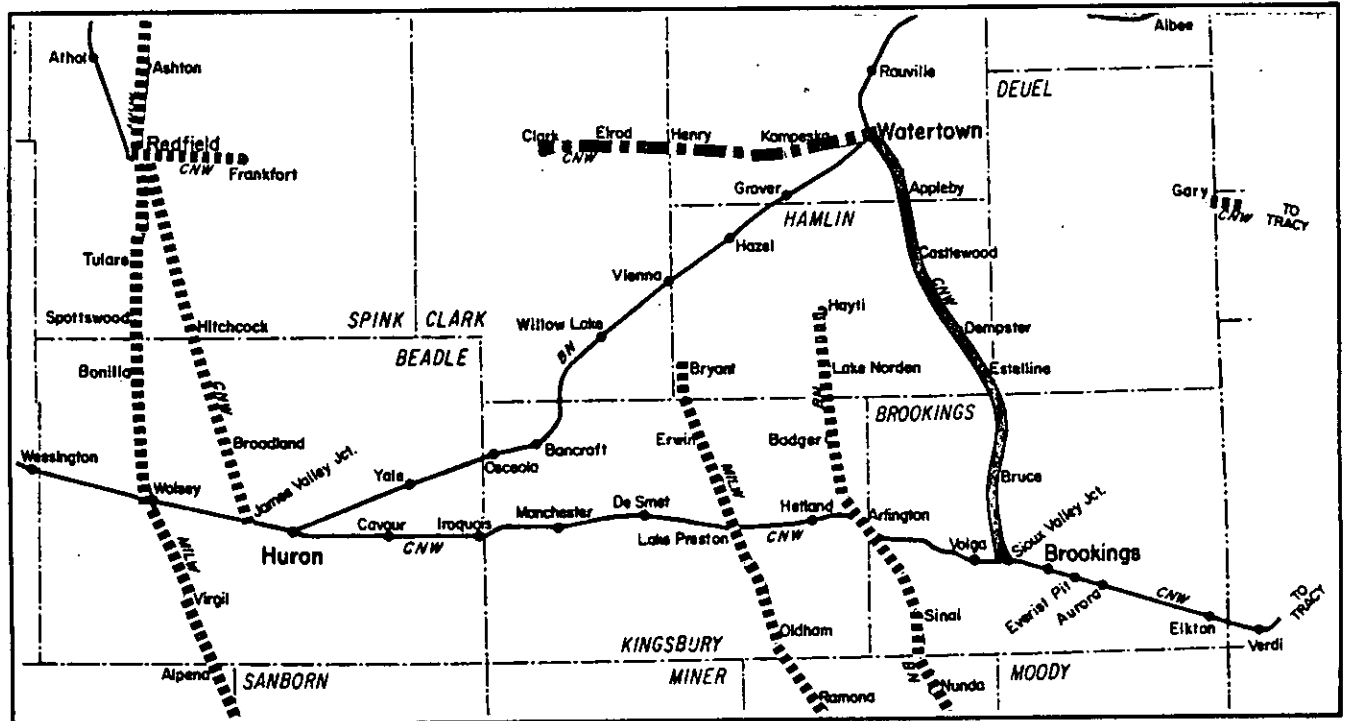 Athol
Ashton
Albee
Rauville
DEUEL
Redfield
CNW
Frankfort
Clark
Elrod
Henry
Kampeska
Watertown
CNW
Grover
Appleby
Gary
CNW
TO
TRACY
HAMLIN
Hazel
Castlewood
CNW
Tulare
Vienna
Spottswood
Hitchcock
SPINK
CLARK
Willow Lake
Hayti
Dempster
Bonilla
BEADLE
BN
Bryant
Lake Norden
Estelline
CNW
BN
BROOKINGS
Broadland
Erwin
Badger
Wessington
Yale
Osceola
Bancroft
MILW
Bruce
Wolsey
James Valley Jct.
Manchester
De Smet
Hetland
Arlington
Sioux Valley Jct.
Huron
Cavour
CNW
Iroquois
Lake Preston
CNW
Volga
Brookings
MILW
Virgil
Everist Pit
Aurora
CNW
TO
TRACY
Oldham
Sinai
Elkton
Verdi
KINGSBURY
Alpena
SANBORN
MINER
Ramona
BN
Nunda
MOODY